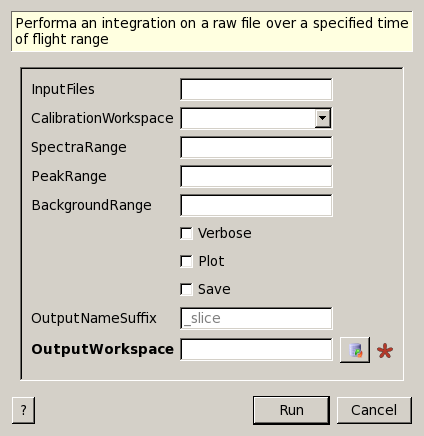 Performa an integration on a raw file over a specified time
of flight range
InputFiles
CalibrationWorkspace
SpectraRange
PeakRange
BackgroundRange
Verbose
Plot
Save
OutputNameSuffix _slice
OutputWorkspace
? Run Cancel